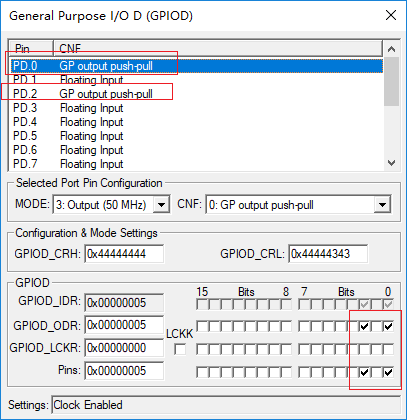 General Purpose I/O D (GPIOD)
Pin CNF
PD.0 GP output push-pull
PD.1 Floating Input
PD.2 GP output push-pull
PD.3 Floating Input
PD.4 Floating Input
PD.5 Floating Input
PD.6 Floating Input
PD.7 Floating Input
Selected Port Pin Configuration
MODE: 3: Output (50 MHz) CNF: 0: GP output push-pull
Configuration & Mode Settings
GPIOD_CRH: 0x44444444 GPIOD_CRL: 0x44444343
GPIOD
15 Bits 8 7 Bits 0
GPIOD_IDR: 0x00000005
GPIOD_ODR: 0x00000005 LCKK
GPIOD_LCKR: 0x00000000
Pins: 0x00000005
Settings: Clock Enabled